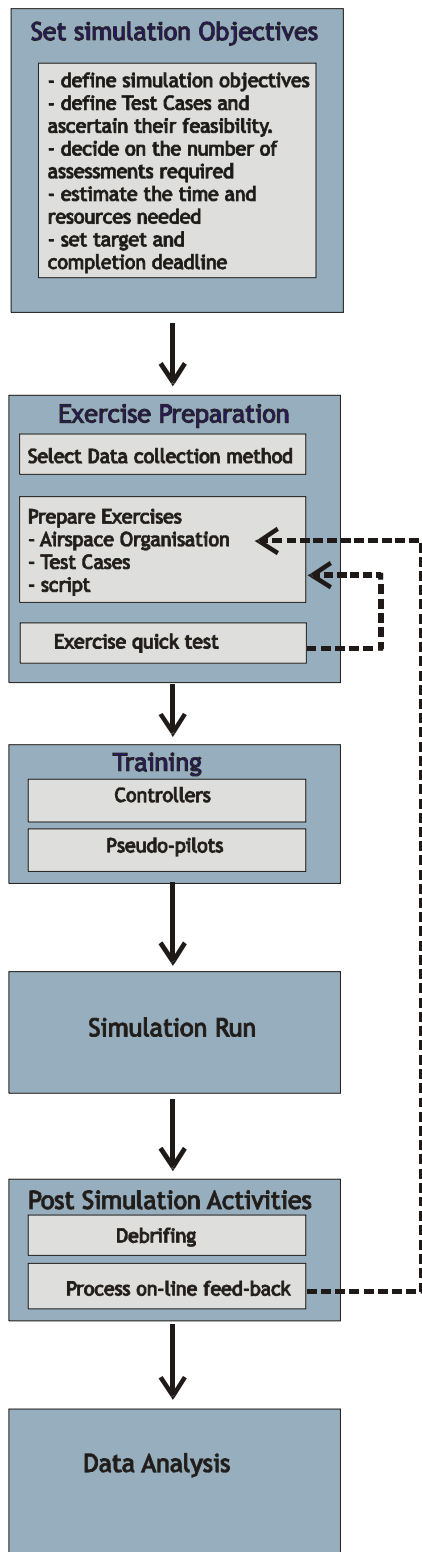 Set simulation Objectives
- define simulation objectives
- define Test Cases and
ascertain their feasibility.
- decide on the number of
assessments required
- estimate the time and
resources needed
- set target and
completion deadline
Exercise Preparation
Select Data collection method
Prepare Exercises
- Airspace Organisation
- Test Cases
- script
Exercise quick test
Training
Controllers
Pseudo-pilots
Simulation Run
Post Simulation Activities
Debrifing
Process on-line feed-back
Data Analysis